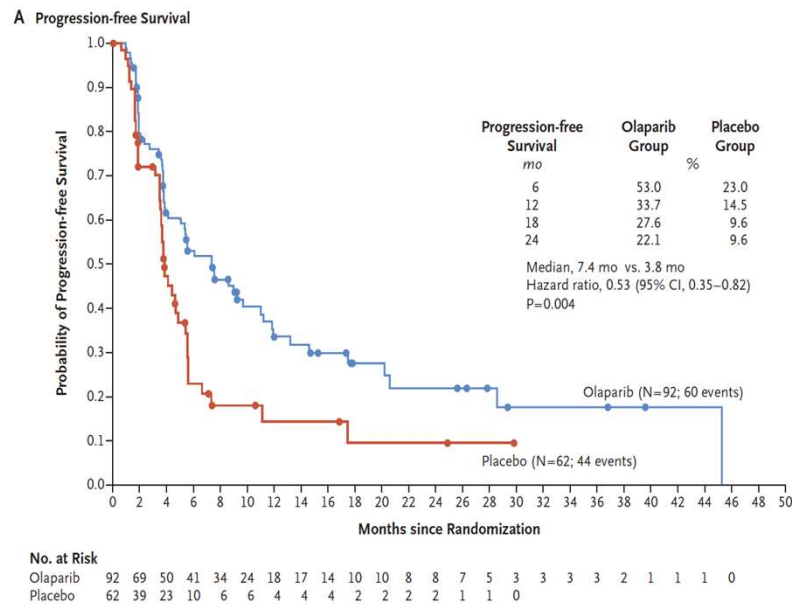 A Progression-free Survival
1.0
0.9
0.8
0.7
0.6
0.5
0.4
0.3
0.2
0.1
0.0
Probability of Progression-free Survival
Progression-free Survival Olaparib Group Placebo Group
mo %
6 53.0 23.0
12 33.7 14.5
18 27.6 9.6
24 22.1 9.6
Median, 7.4 mo vs. 3.8 mo
Hazard ratio, 0.53 (95% CI, 0.35–0.82)
P=0.004
Olaparib (N=92; 60 events)
Placebo (N=62; 44 events)
0 2 4 6 8 10 12 14 16 18 20 22 24 26 28 30 32 34 36 38 40 42 44 46 48 50
Months since Randomization
No. at Risk
Olaparib 92 69 50 41 34 24 18 17 14 10 10 8 8 7 5 3 3 3 3 2 1 1 1 0
Placebo 62 39 23 10 6 6 4 4 4 2 2 2 2 1 1 0